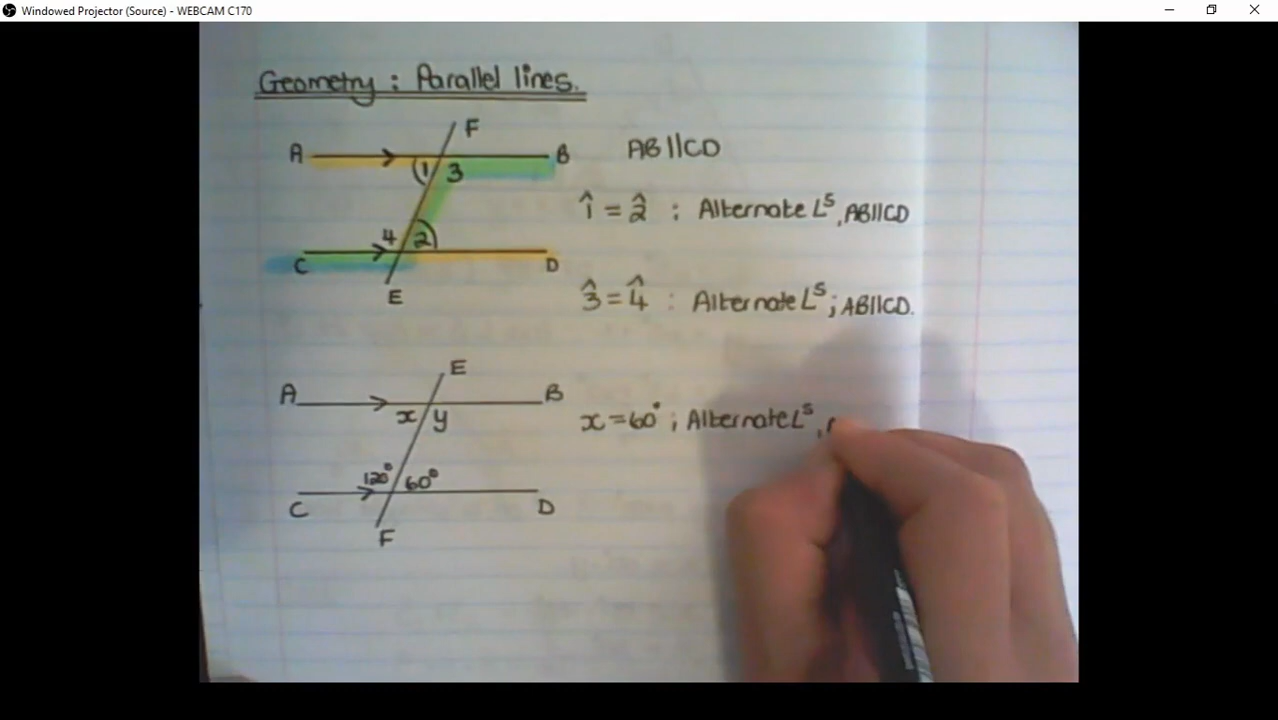 Windowed Projector (Source) - WEBCAM C170
Geometry : Parallel lines.
F
A
B
1
3
4
2
C
D
E
AB||CD
1̂ = 2̂ : Alternate L^s, AB||CD
3̂ = 4̂ : Alternate L^s; AB||CD.
E
A
B
x
y
120°
60°
C
D
F
x = 60° ; Alternate L^s,